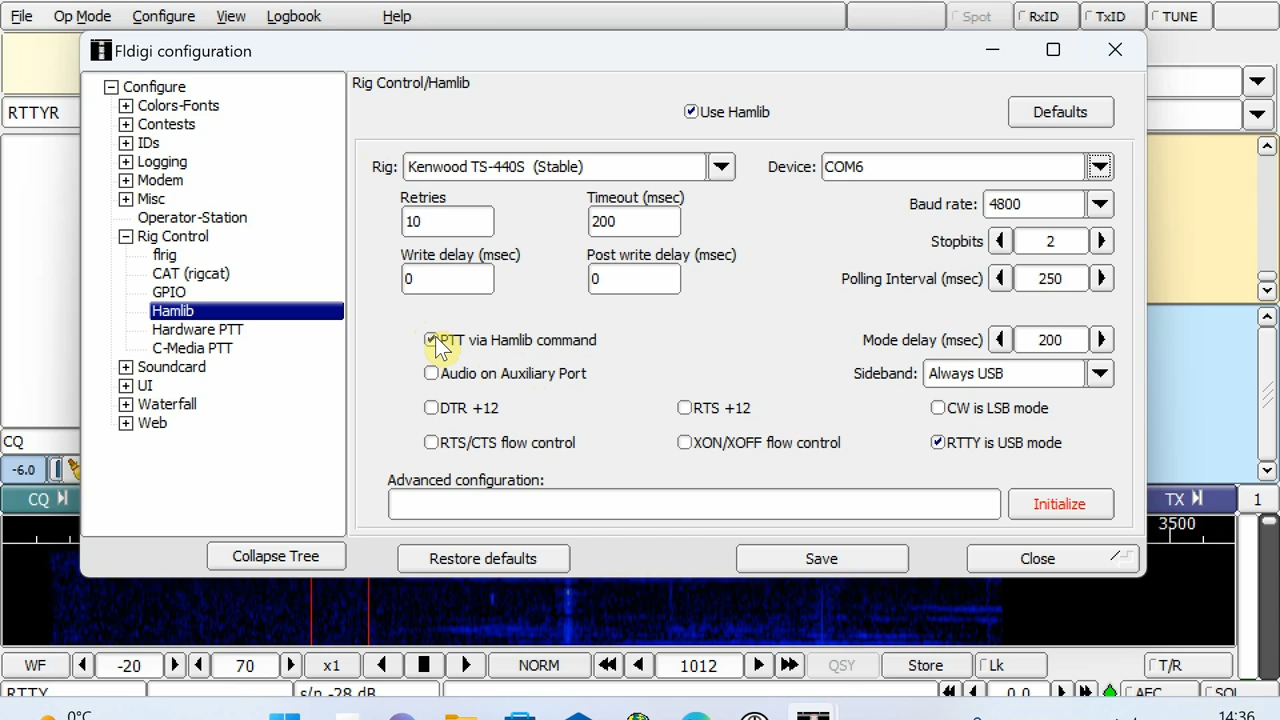 File Op Mode Configure View Logbook Help Spot RxID TxID TUNE
Fldigi configuration
RTTYR
Configure
Colors-Fonts
Contests
IDs
Logging
Modem
Misc
Operator-Station
Rig Control
flrig
CAT (rigcat)
GPIO
Hamlib
Hardware PTT
C-Media PTT
Soundcard
UI
Waterfall
Web
Collapse Tree
Rig Control/Hamlib
Use Hamlib Defaults
Rig: Kenwood TS-440S (Stable) Device: COM6
Retries Timeout (msec) Baud rate: 4800
10 200 Stopbits 2
Write delay (msec) Post write delay (msec)
0 0 Polling Interval (msec) 250
PTT via Hamlib command Mode delay (msec) 200
Audio on Auxiliary Port Sideband: Always USB
DTR +12 RTS +12 CW is LSB mode
RTS/CTS flow control XON/XOFF flow control RTTY is USB mode
Advanced configuration:
Initialize
Restore defaults Save Close
CQ
-6.0
CQ TX 1
3500
WF -20 70 x1 NORM 1012 QSY Store Lk T/R
RTTY s/n -28 dB 0.0 AFC SQL
0°C 14:36